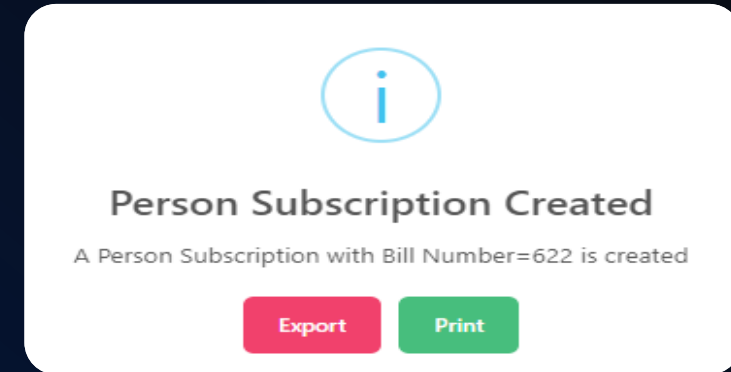 i
Person Subscription Created
A Person Subscription with Bill Number=622 is created
Export Print